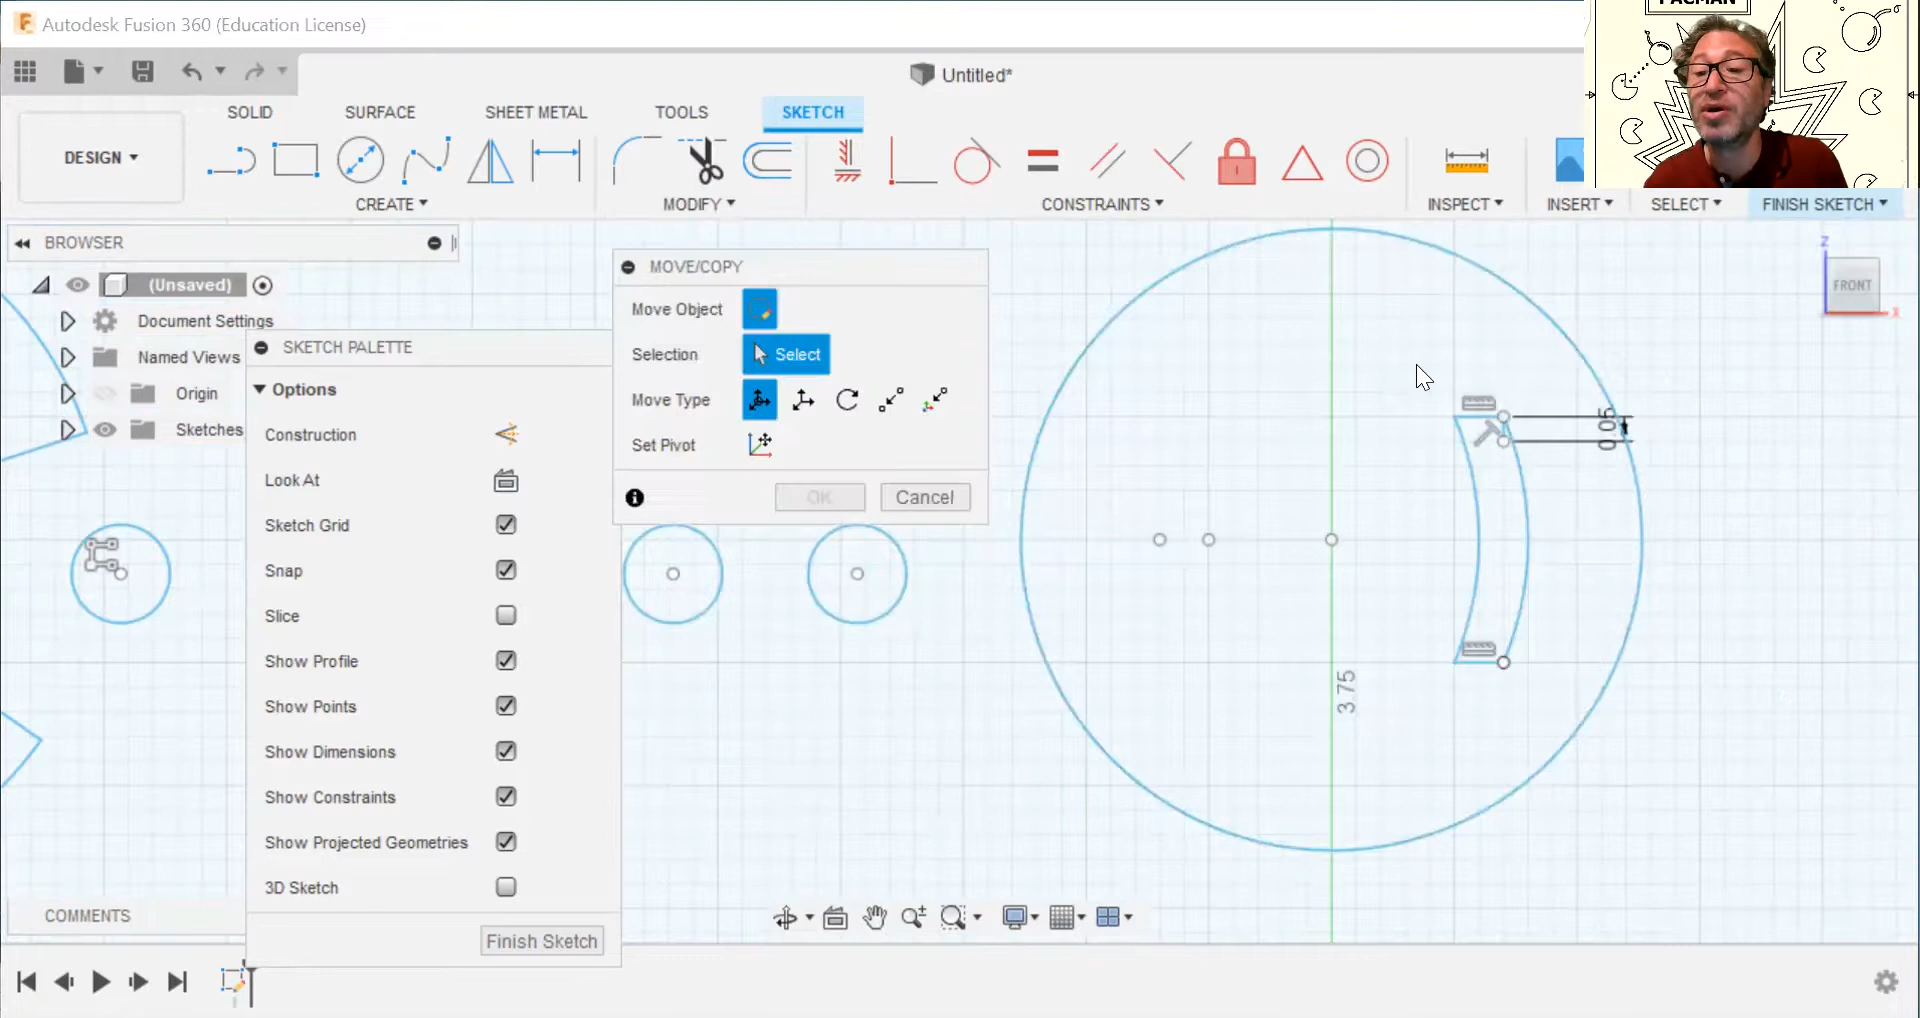 Autodesk Fusion 360 (Education License)
PACMAN
Untitled*
DESIGN
SOLID
SURFACE
SHEET METAL
TOOLS
SKETCH
CREATE
MODIFY
CONSTRAINTS
INSPECT
INSERT
SELECT
FINISH SKETCH
BROWSER
(Unsaved)
Document Settings
Named Views
Origin
Sketches
SKETCH PALETTE
Options
Construction
Look At
Sketch Grid
Snap
Slice
Show Profile
Show Points
Show Dimensions
Show Constraints
Show Projected Geometries
3D Sketch
Finish Sketch
MOVE/COPY
Move Object
Selection
Select
Move Type
Set Pivot
OK
Cancel
Z
FRONT
X
0.05
3.75
COMMENTS